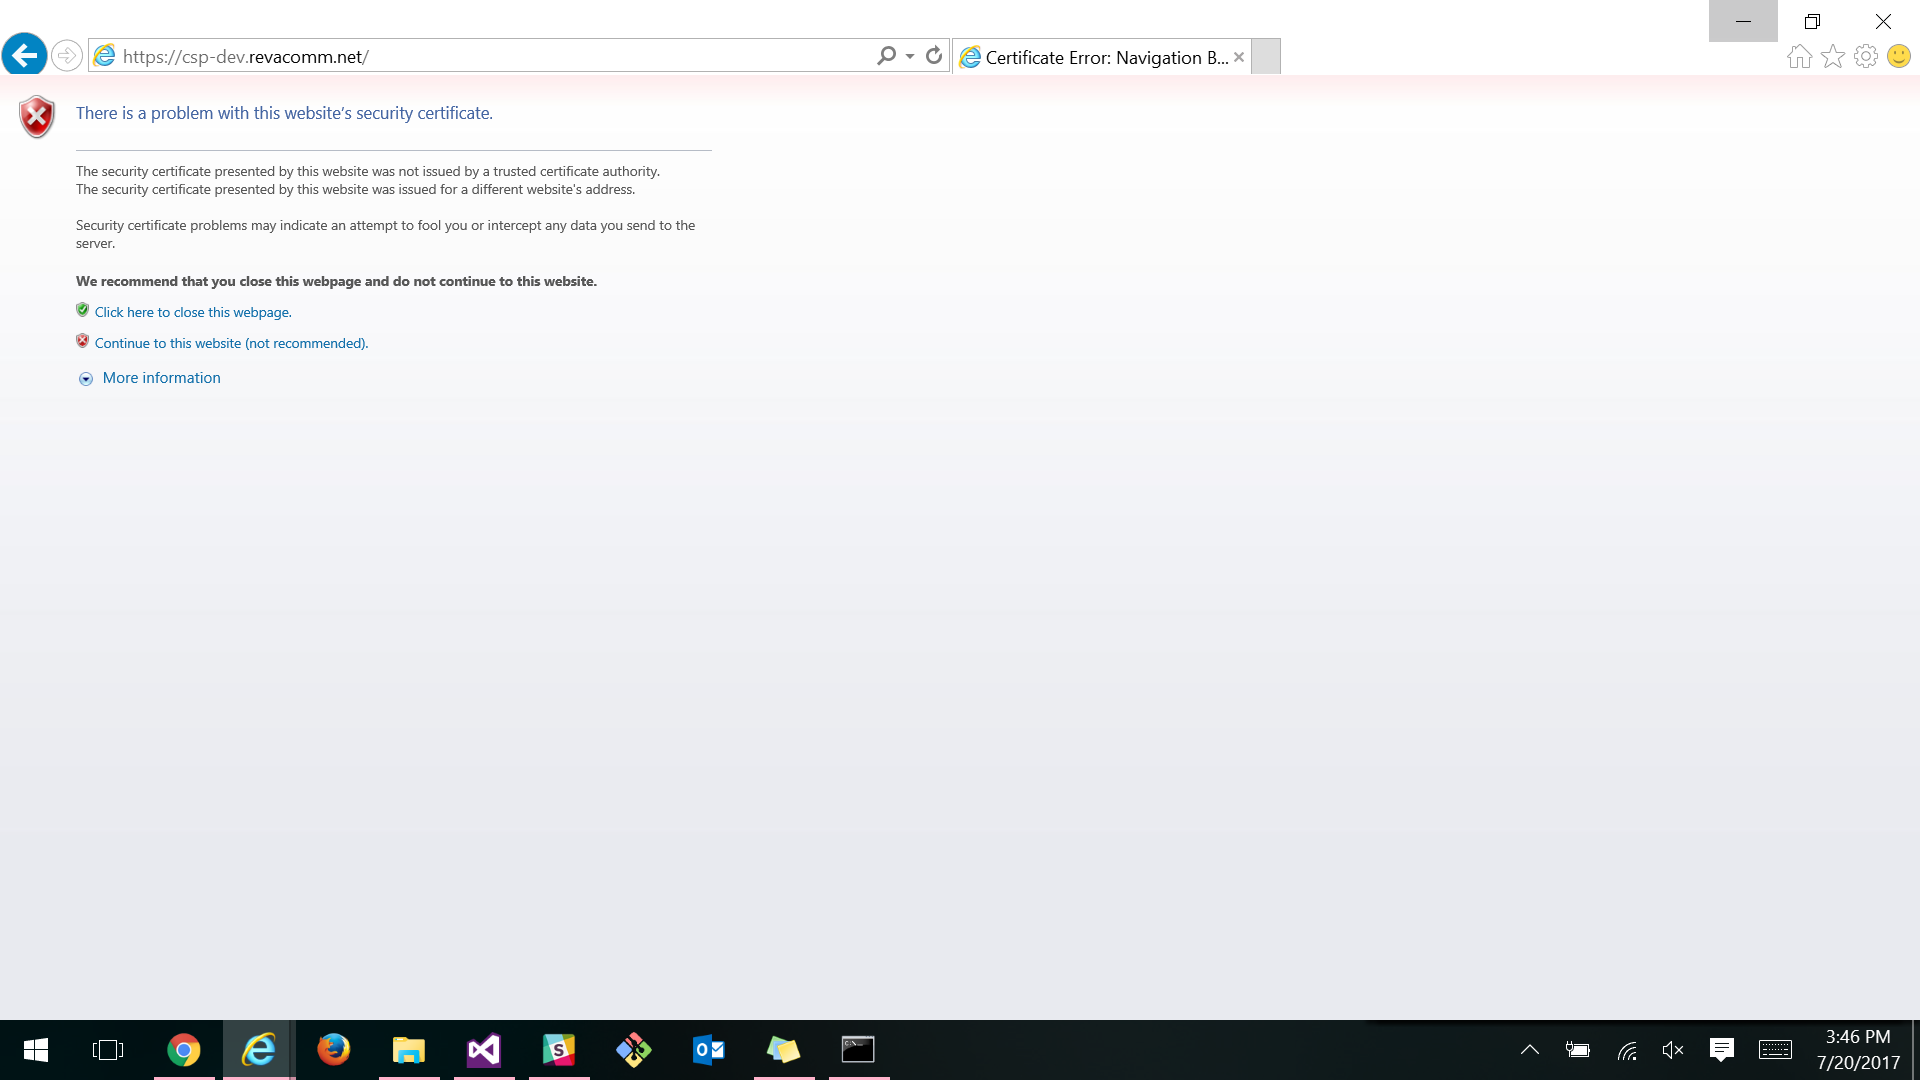 https://csp-dev.revacomm.net/
Certificate Error: Navigation B...
There is a problem with this website's security certificate.
The security certificate presented by this website was not issued by a trusted certificate authority.
The security certificate presented by this website was issued for a different website's address.
Security certificate problems may indicate an attempt to fool you or intercept any data you send to the
server.
We recommend that you close this webpage and do not continue to this website.
Click here to close this webpage.
Continue to this website (not recommended).
More information
3:46 PM
7/20/2017